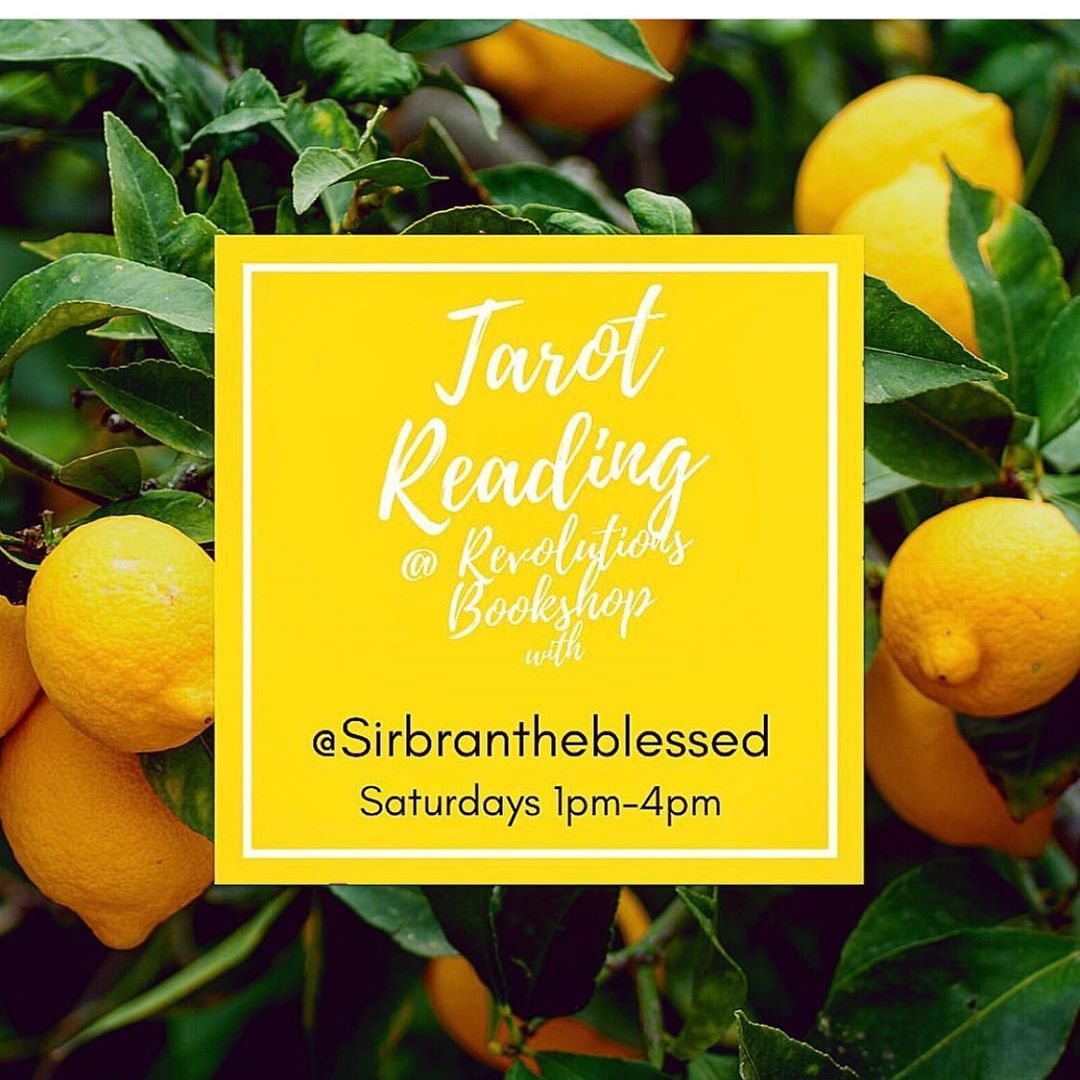 Tarot
Reading
@ Revolutions
Bookshop
with
@Sirbrantheblessed
Saturdays 1pm-4pm